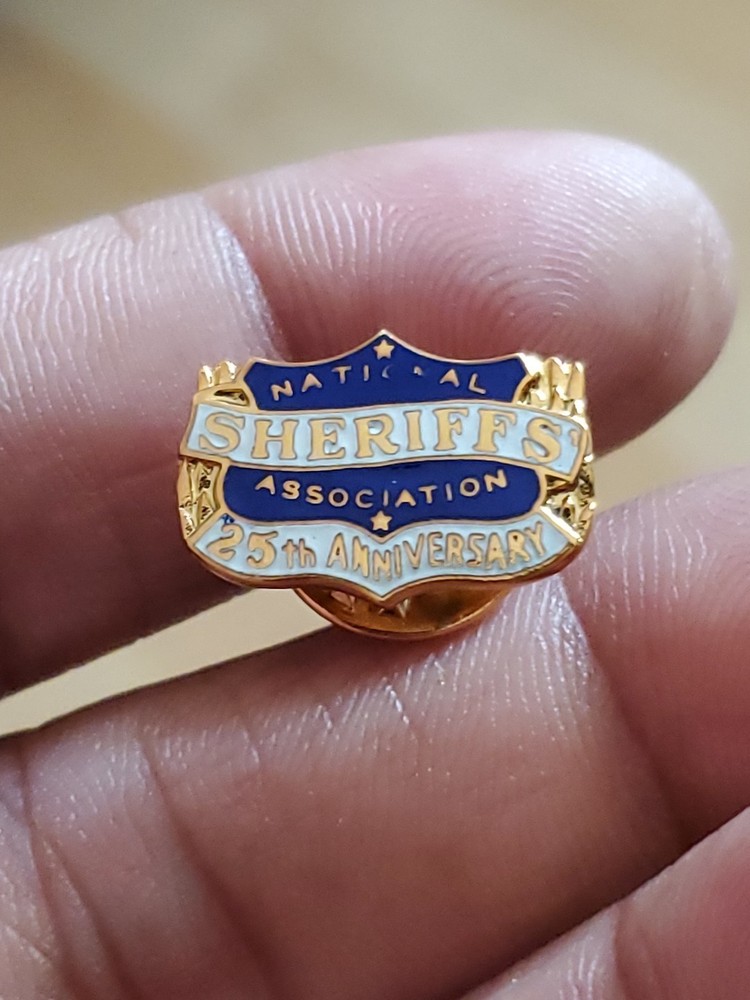 NATIONAL
SHERIFFS'
ASSOCIATION
25th ANNIVERSARY